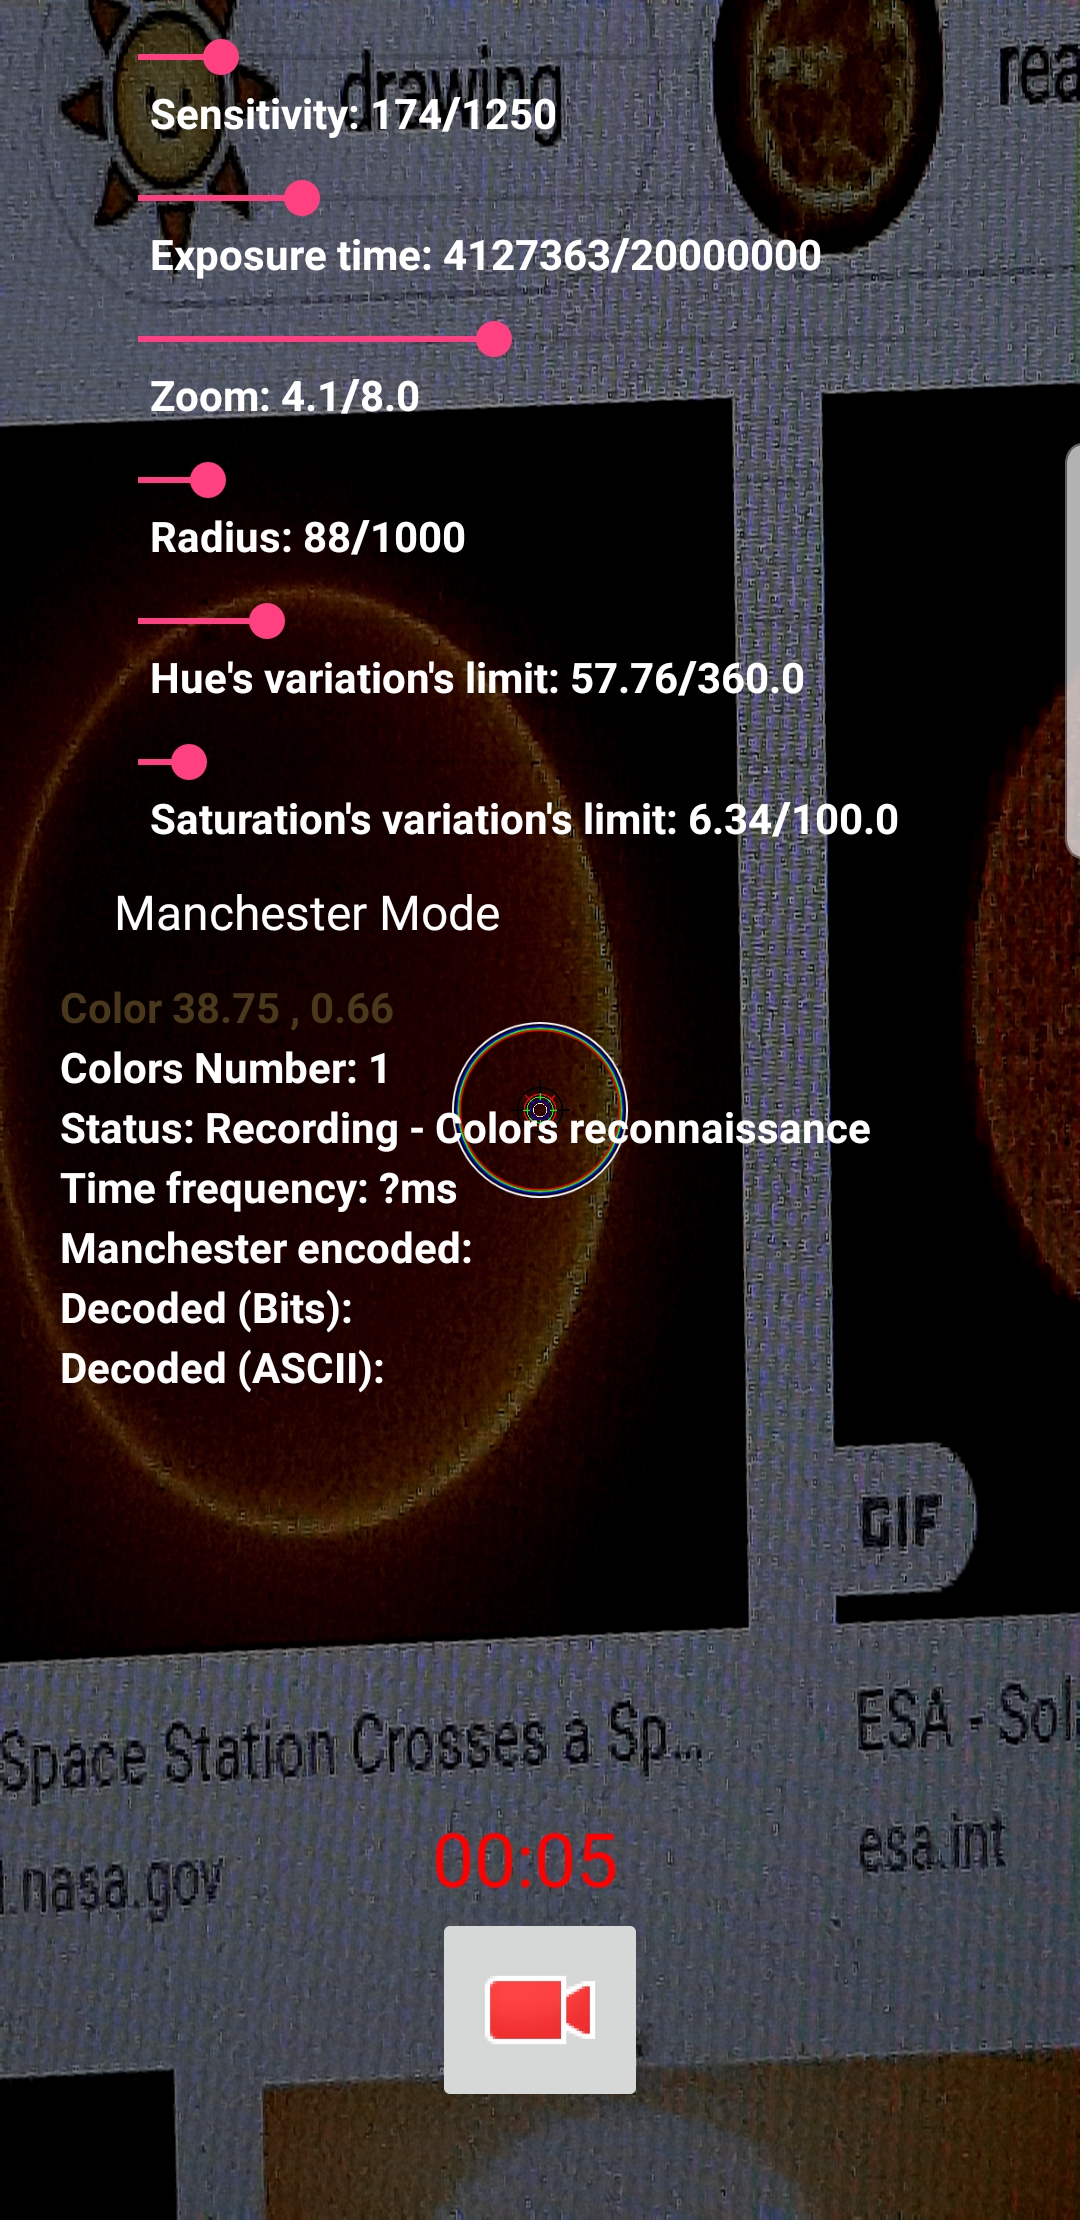 drawing
Sensitivity: 174/1250
Exposure time: 4127363/20000000
Zoom: 4.1/8.0
Radius: 88/1000
Hue's variation's limit: 57.76/360.0
Saturation's variation's limit: 6.34/100.0
Manchester Mode
Color 38.75 , 0.66
Colors Number: 1
Status: Recording - Colors reconnaissance
Time frequency: ?ms
Manchester encoded:
Decoded (Bits):
Decoded (ASCII):
GIF
Space Station Crosses a Sp...
ESA - Sol
nasa.gov
esa.int
00:05